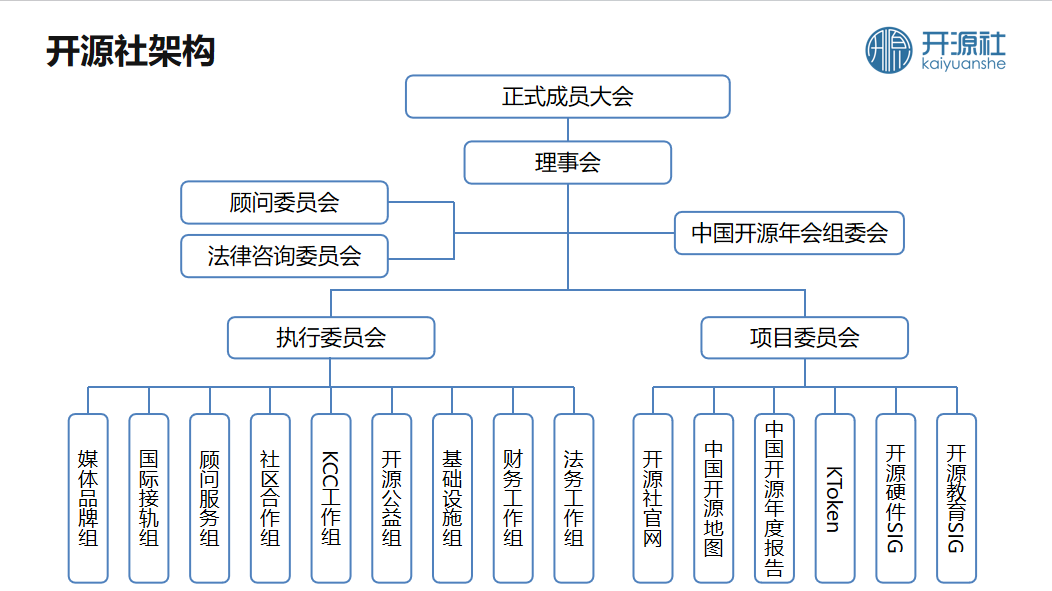 开源社架构
开源社
kaiyuanshe
正式成员大会
理事会
顾问委员会
法律咨询委员会
中国开源年会组委会
执行委员会
项目委员会
媒体品牌组
国际接轨组
顾问服务组
社区合作组
KCC工作组
开源公益组
基础设施组
财务工作组
法务工作组
开源社官网
中国开源地图
中国开源年度报告
KToken
开源硬件SIG
开源教育SIG